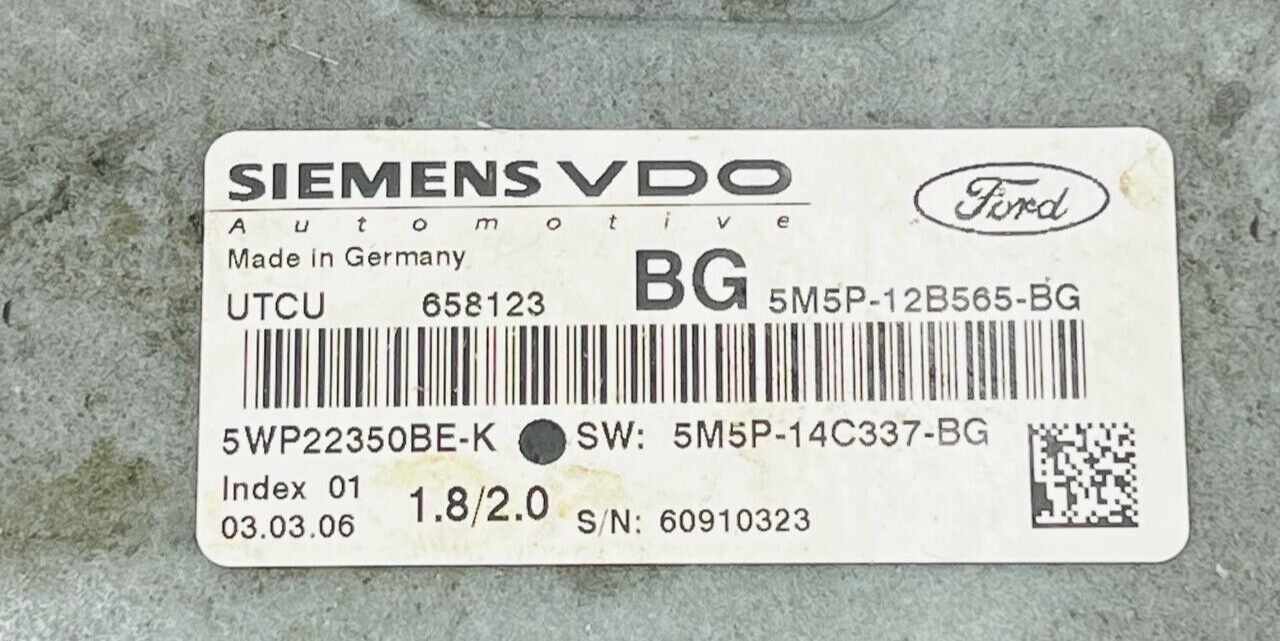 SIEMENS VDO
Automotive
Ford
Made in Germany
UTCU 658123 BG 5M5P-12B565-BG
5WP22350BE-K SW: 5M5P-14C337-BG
Index 01
03.03.06
1.8/2.0
S/N: 60910323